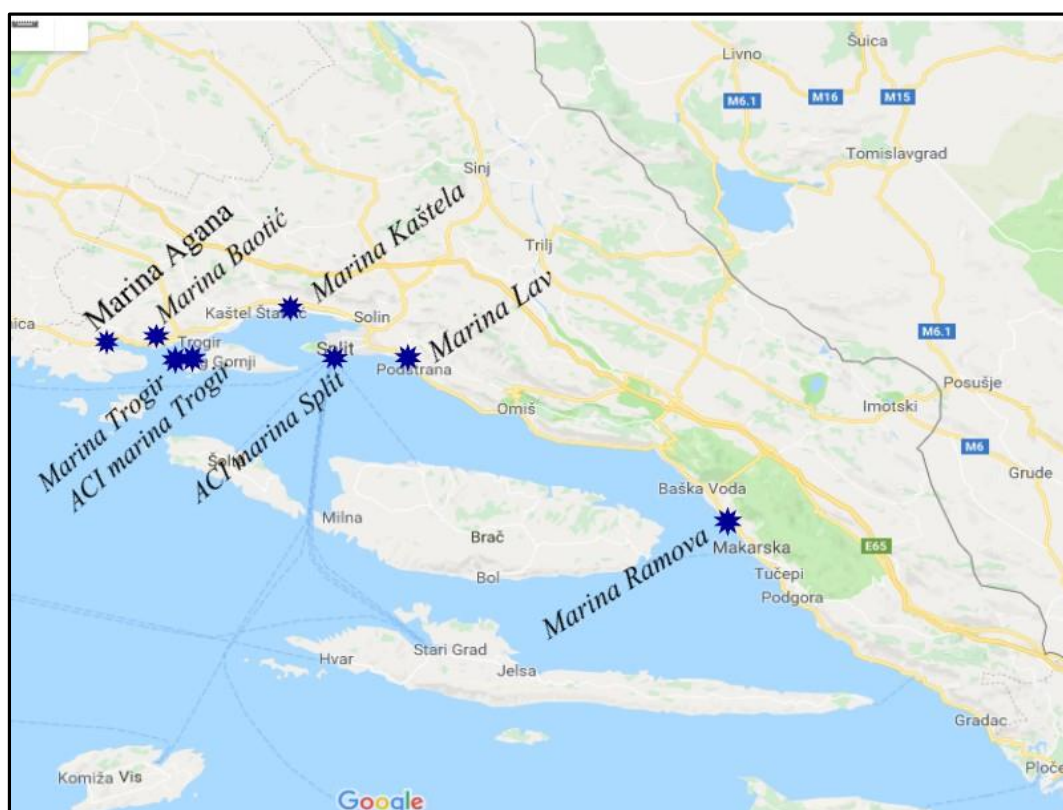 Livno
Šuica
M6.1
M16
M15
Tomislavgrad
Sinj
Trilj
Marina Agana
Marina Baotić
Marina Kaštela
Marina Lav
nica
Kaštel
Solin
Trogir
Split
Gornji
Podstrana
M6.1
Posušje
Imotski
Omiš
M6
Grude
Marina Trogir
ACI marina Trogir
ACI marina Split
Baška Voda
Milna
Brač
Makarska
E65
Bol
Tučepi
Podgora
Marina Ramova
Stari Grad
Hvar
Jelsa
Gradac
Ploče
Komiža
Vis
Google